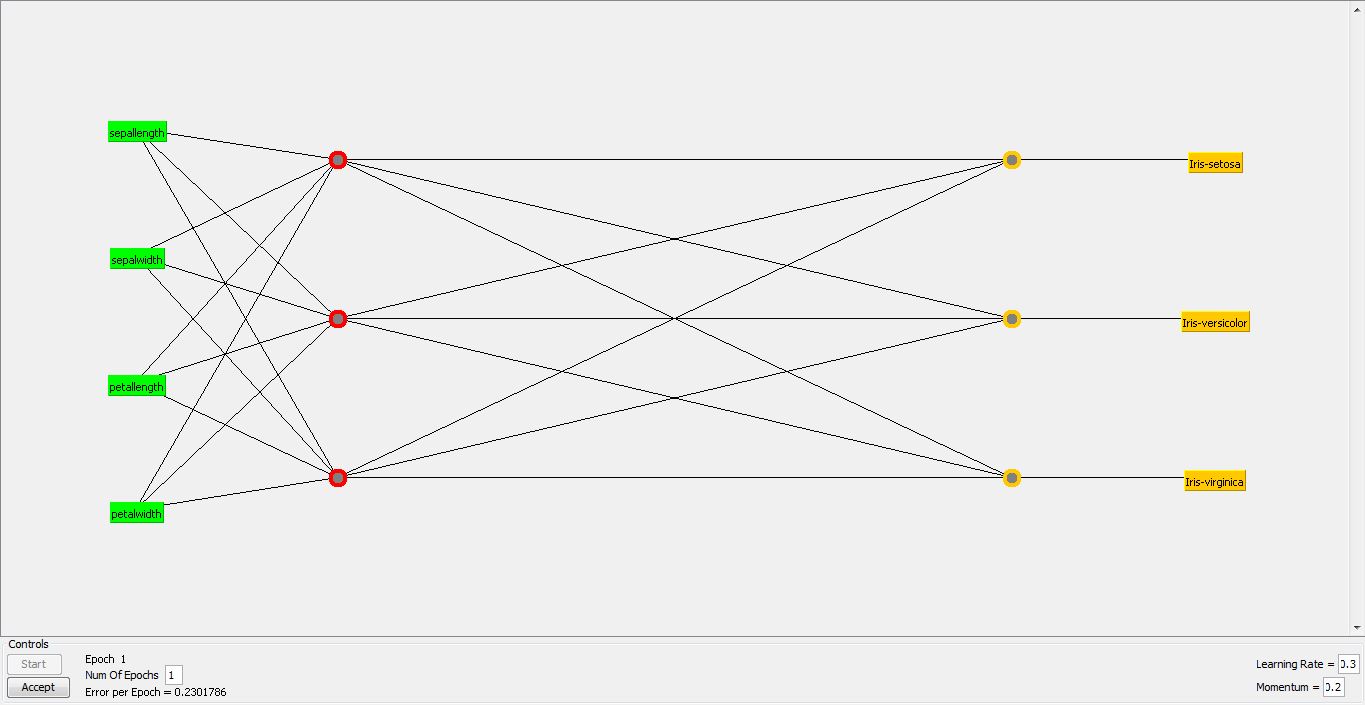 sepallength
Iris-setosa
sepalwidth
Iris-versicolor
petallength
Iris-virginica
petalwidth
Controls
Start
Accept
Epoch 1
Num Of Epochs 1
Error per Epoch = 0.2301786
Learning Rate = 0.3
Momentum = 0.2